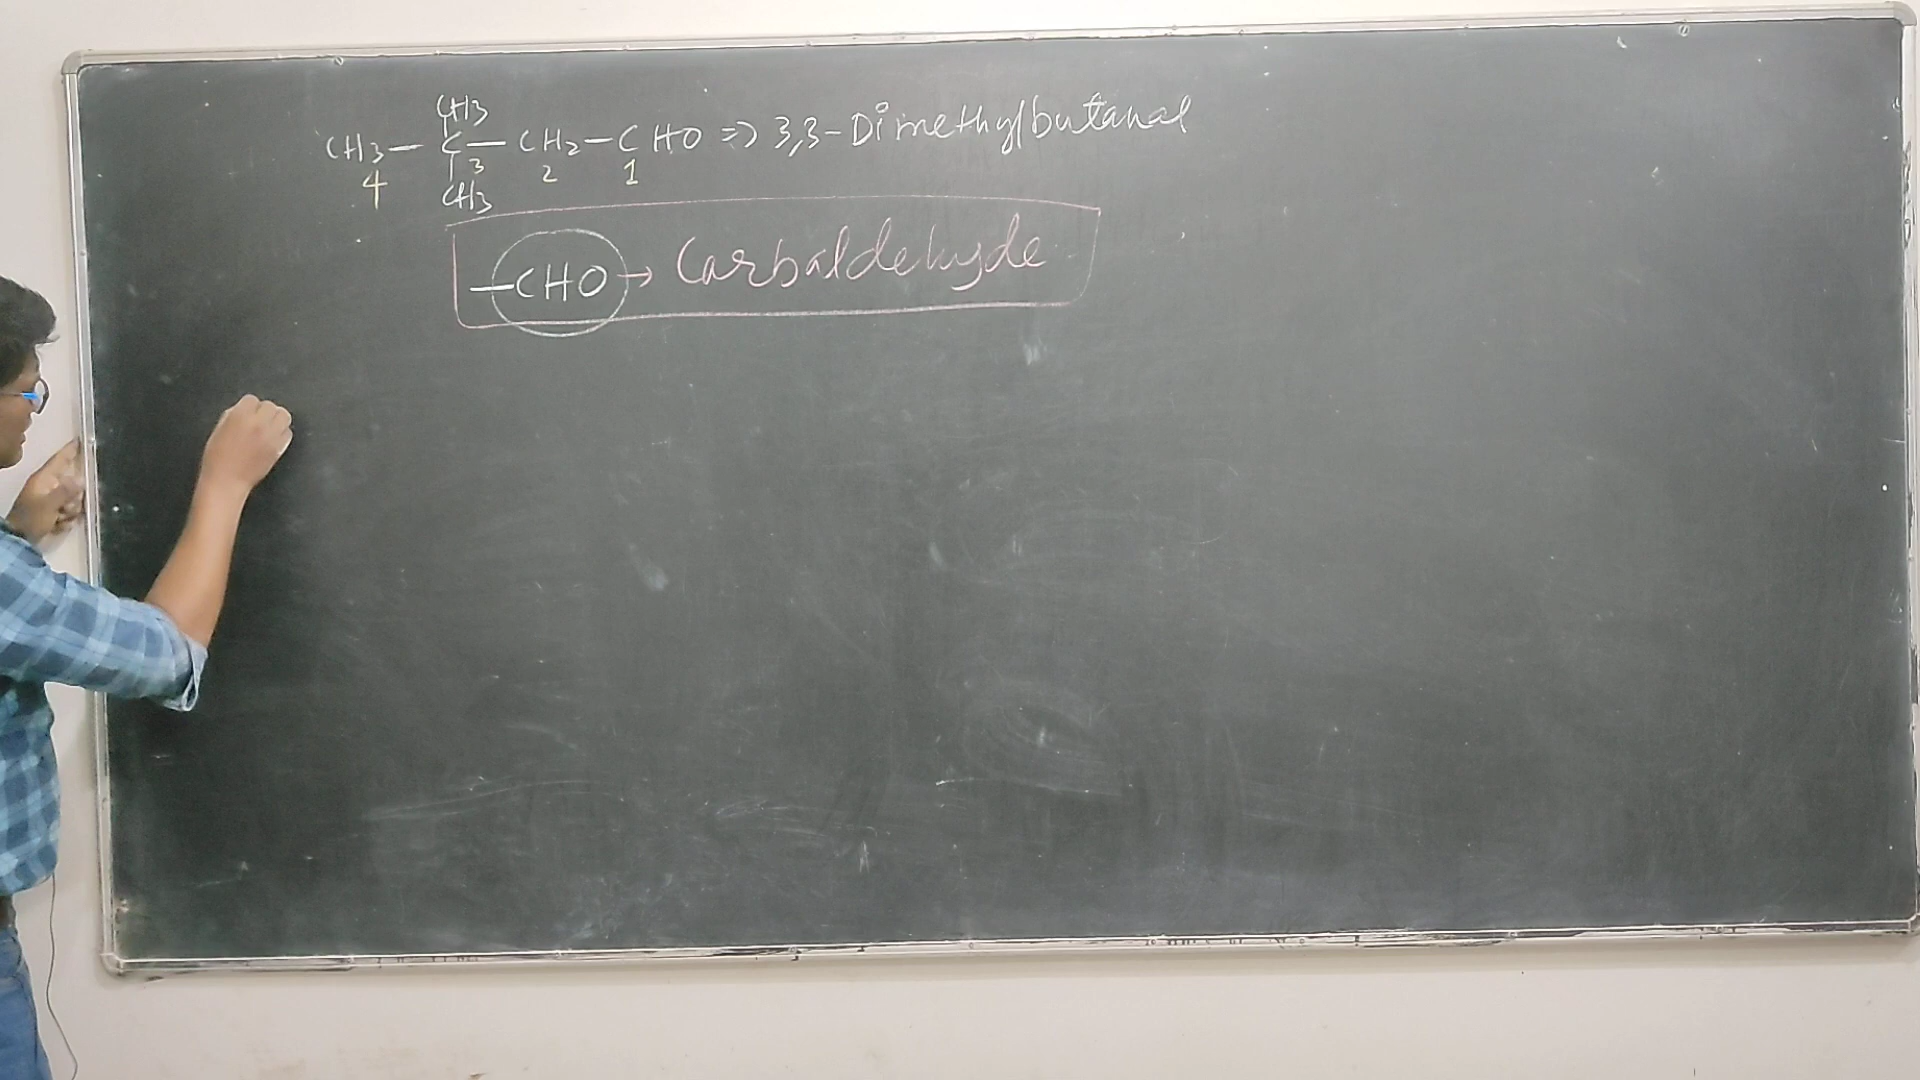 CH3
CH3 — C — CH2 — CHO => 3,3-Dimethylbutanal
4 3 2 1
CH3
—CHO → Carbaldehyde